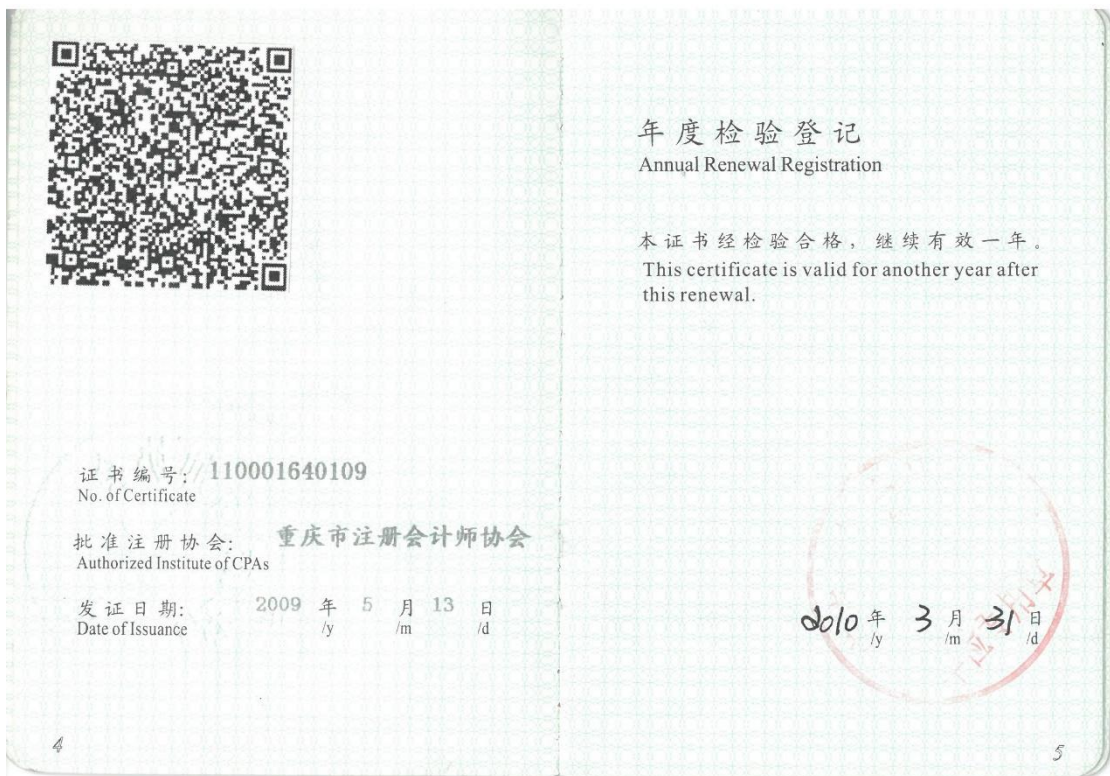 证书编号: 110001640109
No. of Certificate
批准注册协会: 重庆市注册会计师协会
Authorized Institute of CPAs
发证日期: 2009 年 5 月 13 日
Date of Issuance /y /m /d
4
年度检验登记
Annual Renewal Registration
本证书经检验合格，继续有效一年。
This certificate is valid for another year after
this renewal.
2010 年 3 月 31 日
/y /m /d
5